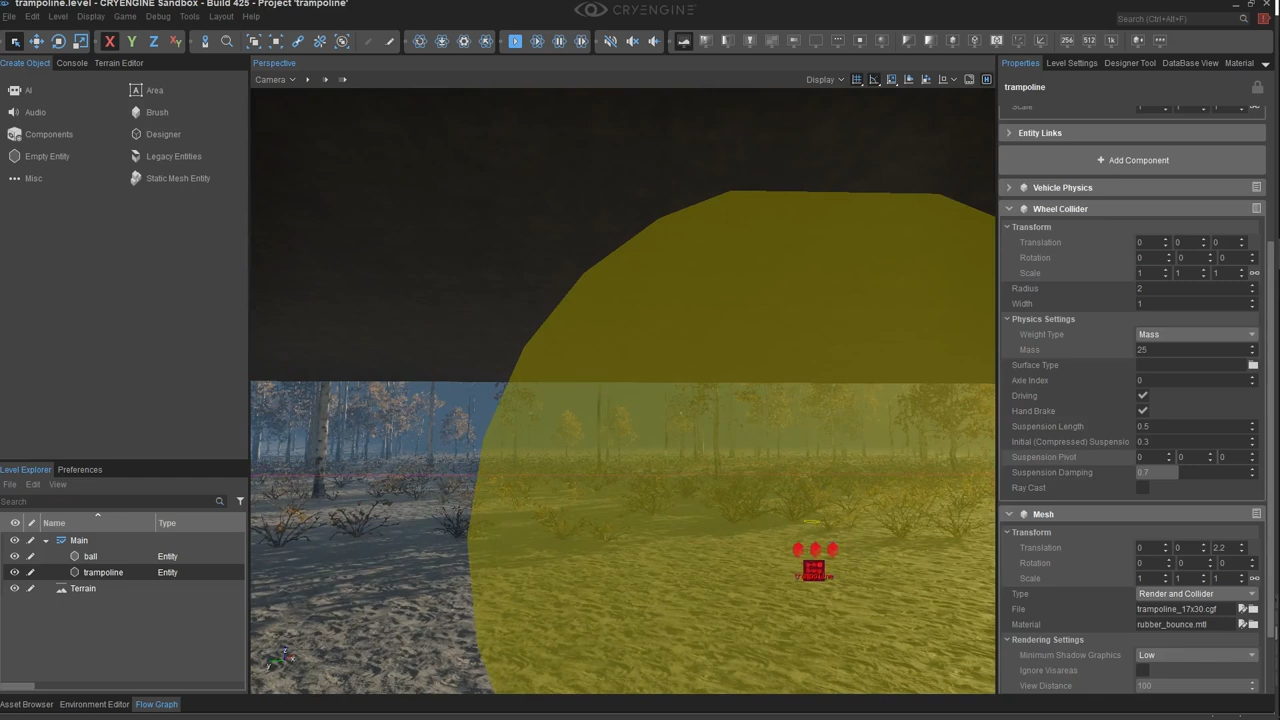 trampoline.level - CRYENGINE Sandbox - Build 425 - Project 'trampoline'
CRYENGINE
File Edit Level Display Game Debug Tools Layout Help
Search (Ctrl+Alt+F)
X Y Z XY
256 512 1k
Create Object Console Terrain Editor
Perspective
Properties Level Settings Designer Tool DataBase View Material
Camera
Display
AI
Area
Audio
Brush
Components
Designer
Empty Entity
Legacy Entities
Misc
Static Mesh Entity
trampoline
Scale 1 1 1
Entity Links
Add Component
Vehicle Physics
Wheel Collider
Transform
Translation 0 0 0
Rotation 0 0 0
Scale 1 1 1
Radius 2
Width 1
Physics Settings
Weight Type Mass
Mass 25
Surface Type
Axle Index 0
Driving
Hand Brake
Suspension Length 0.5
Initial (Compressed) Suspensio 0.3
Suspension Pivot 0 0 0
Suspension Damping 0.7
Ray Cast
Mesh
Transform
Translation 0 0 2.2
Rotation 0 0 0
Scale 1 1 1
Type Render and Collider
File trampoline_17x30.cgf
Material rubber_bounce.mtl
Rendering Settings
Minimum Shadow Graphics Low
Ignore Visareas
View Distance 100
trampoline
Level Explorer Preferences
File Edit View
Search
Name Type
Main
ball Entity
trampoline Entity
Terrain
z
x
y
Asset Browser Environment Editor Flow Graph